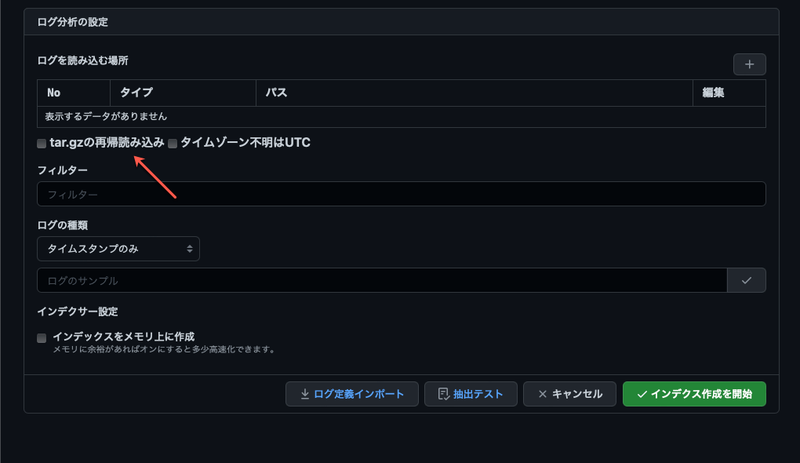 ログ分析の設定
ログを読み込む場所
No タイプ パス 編集
表示するデータがありません
tar.gzの再帰読み込み タイムゾーン不明はUTC
フィルター
フィルター
ログの種類
タイムスタンプのみ
ログのサンプル
インデクサー設定
インデックスをメモリ上に作成
メモリに余裕があればオンにすると多少高速化できます。
ログ定義インポート 抽出テスト キャンセル インデクス作成を開始